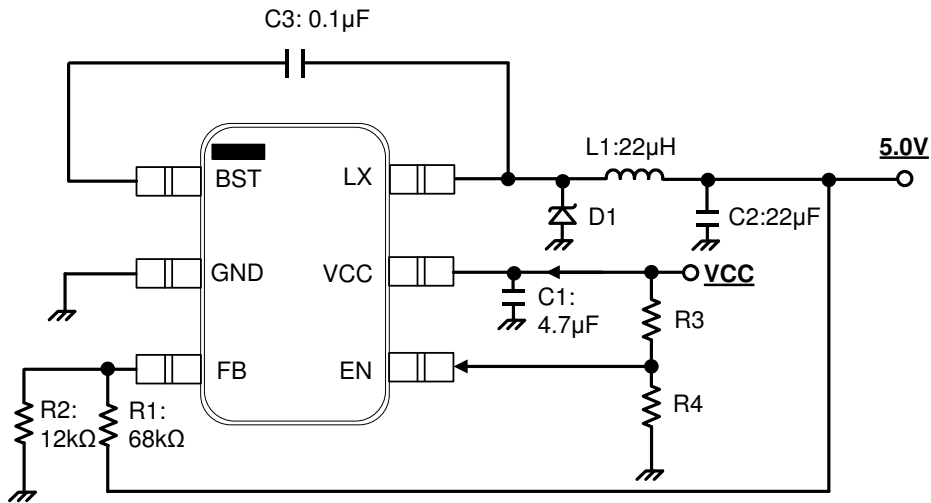 C3: 0.1µF
BST
LX
L1:22µH
5.0V
D1
C2:22µF
GND
VCC
C1:
4.7µF
VCC
R3
FB
EN
R4
R2:
12kΩ
R1:
68kΩ